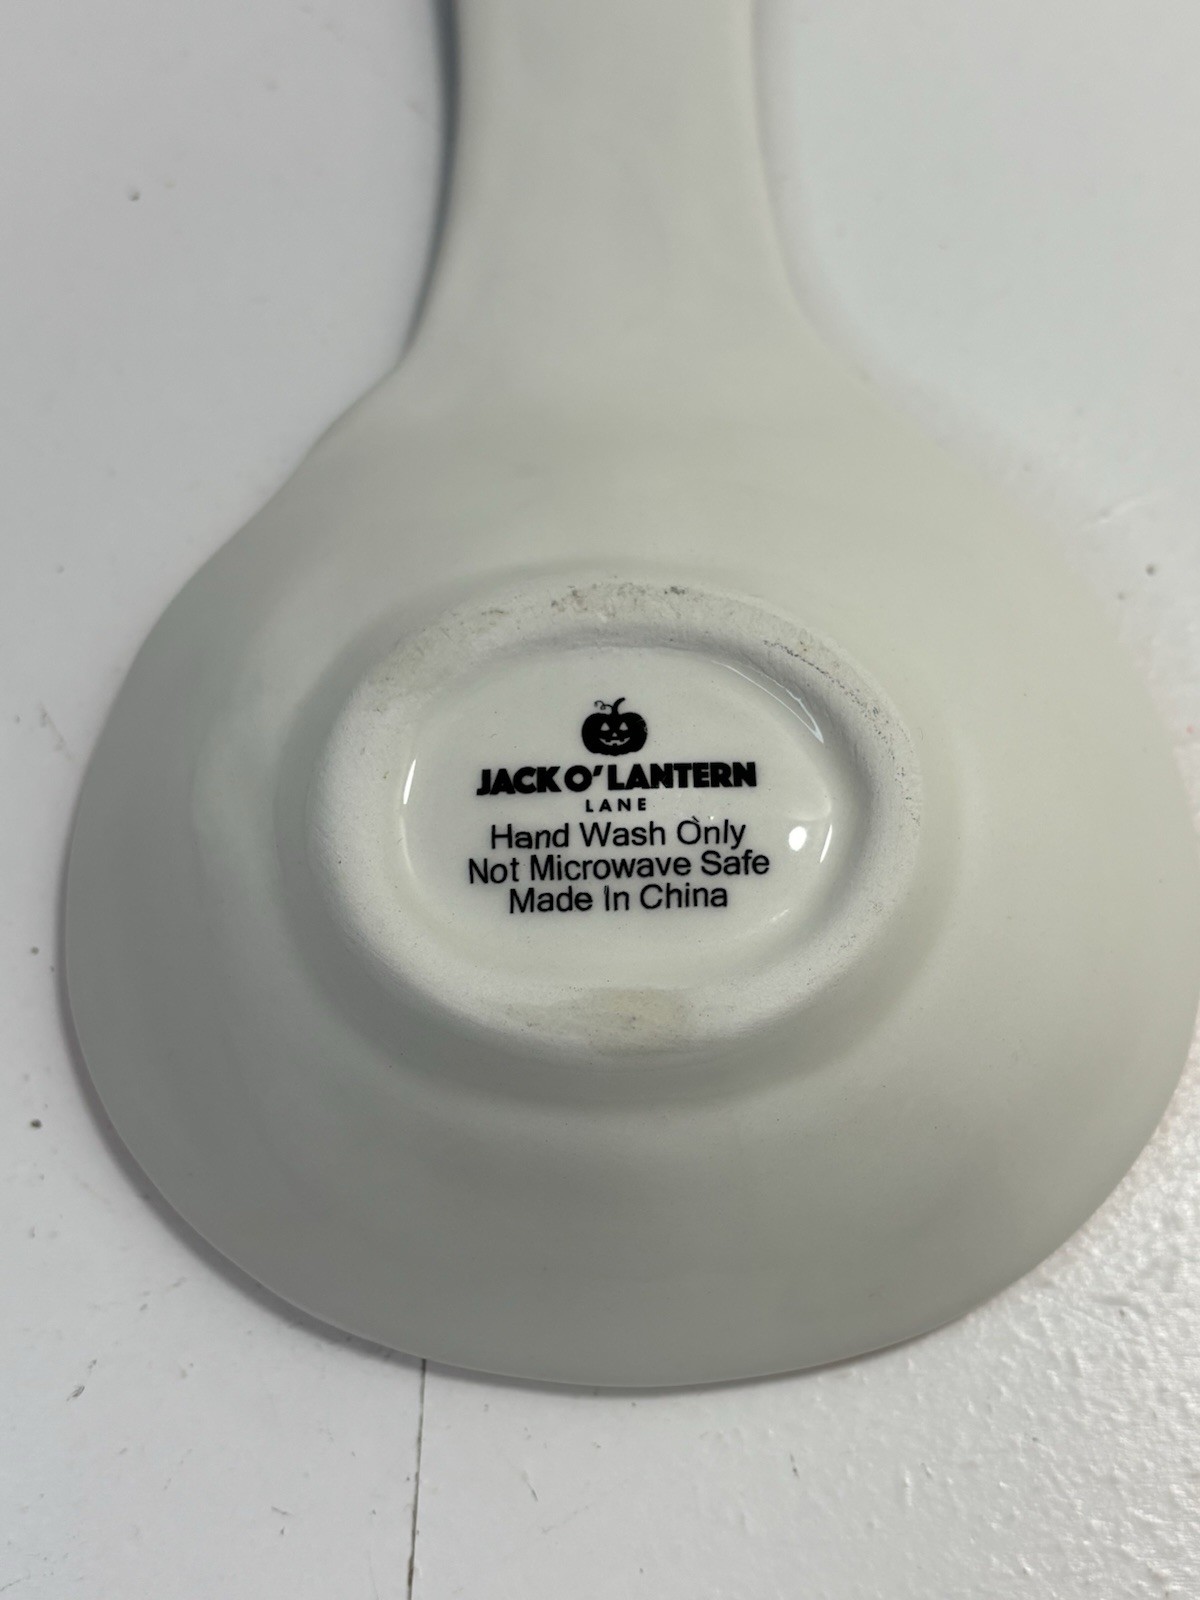 JACK O'LANTERN
LANE
Hand Wash Only
Not Microwave Safe
Made In China